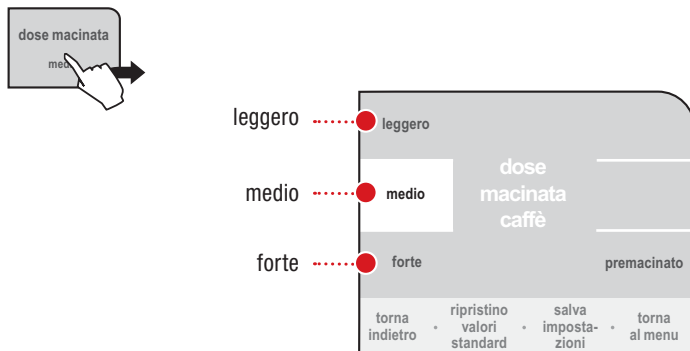 dose macinata
med
leggero
leggero
dose
macinata
caffè
medio
medio
forte
forte
premacinato
torna
indietro
•
ripristino
valori
standard
•
salva
imposta-
zioni
•
torna
al menu